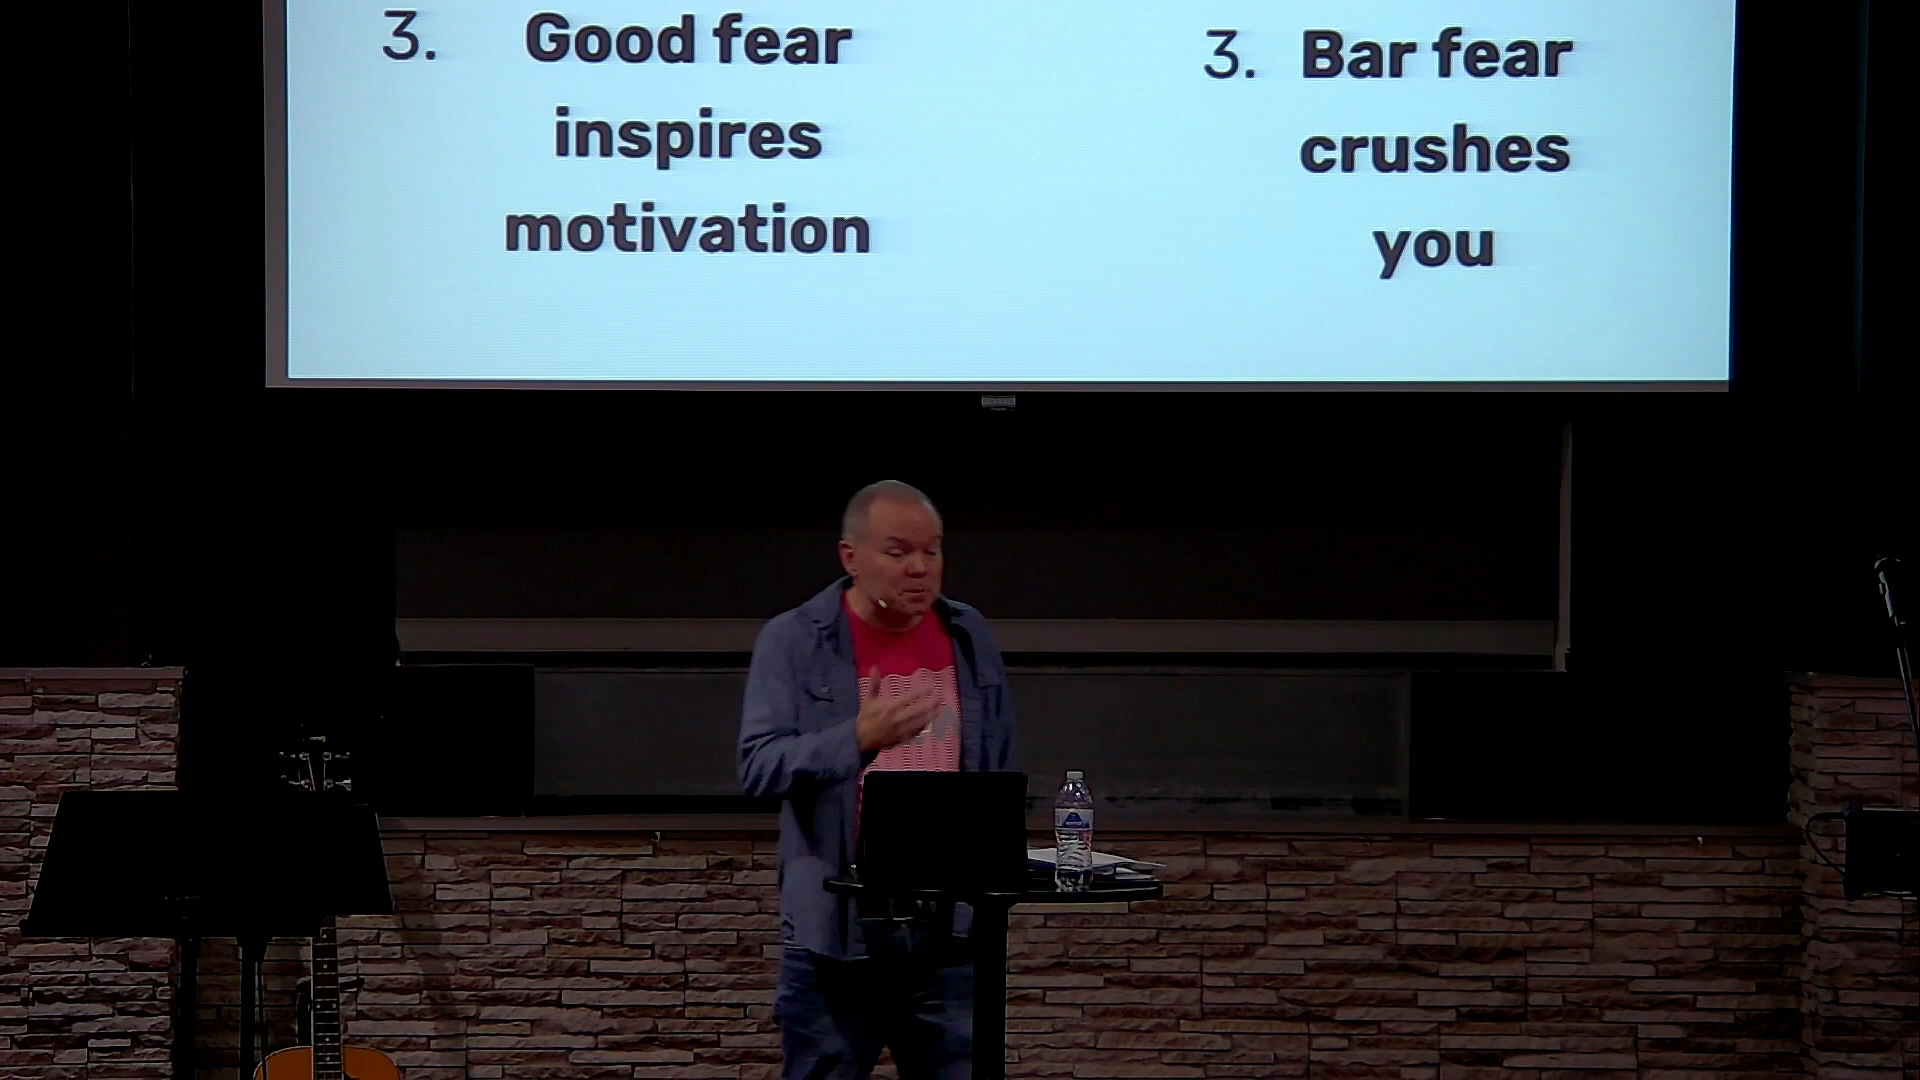 3. Good fear
inspires
motivation
3. Bar fear
crushes
you